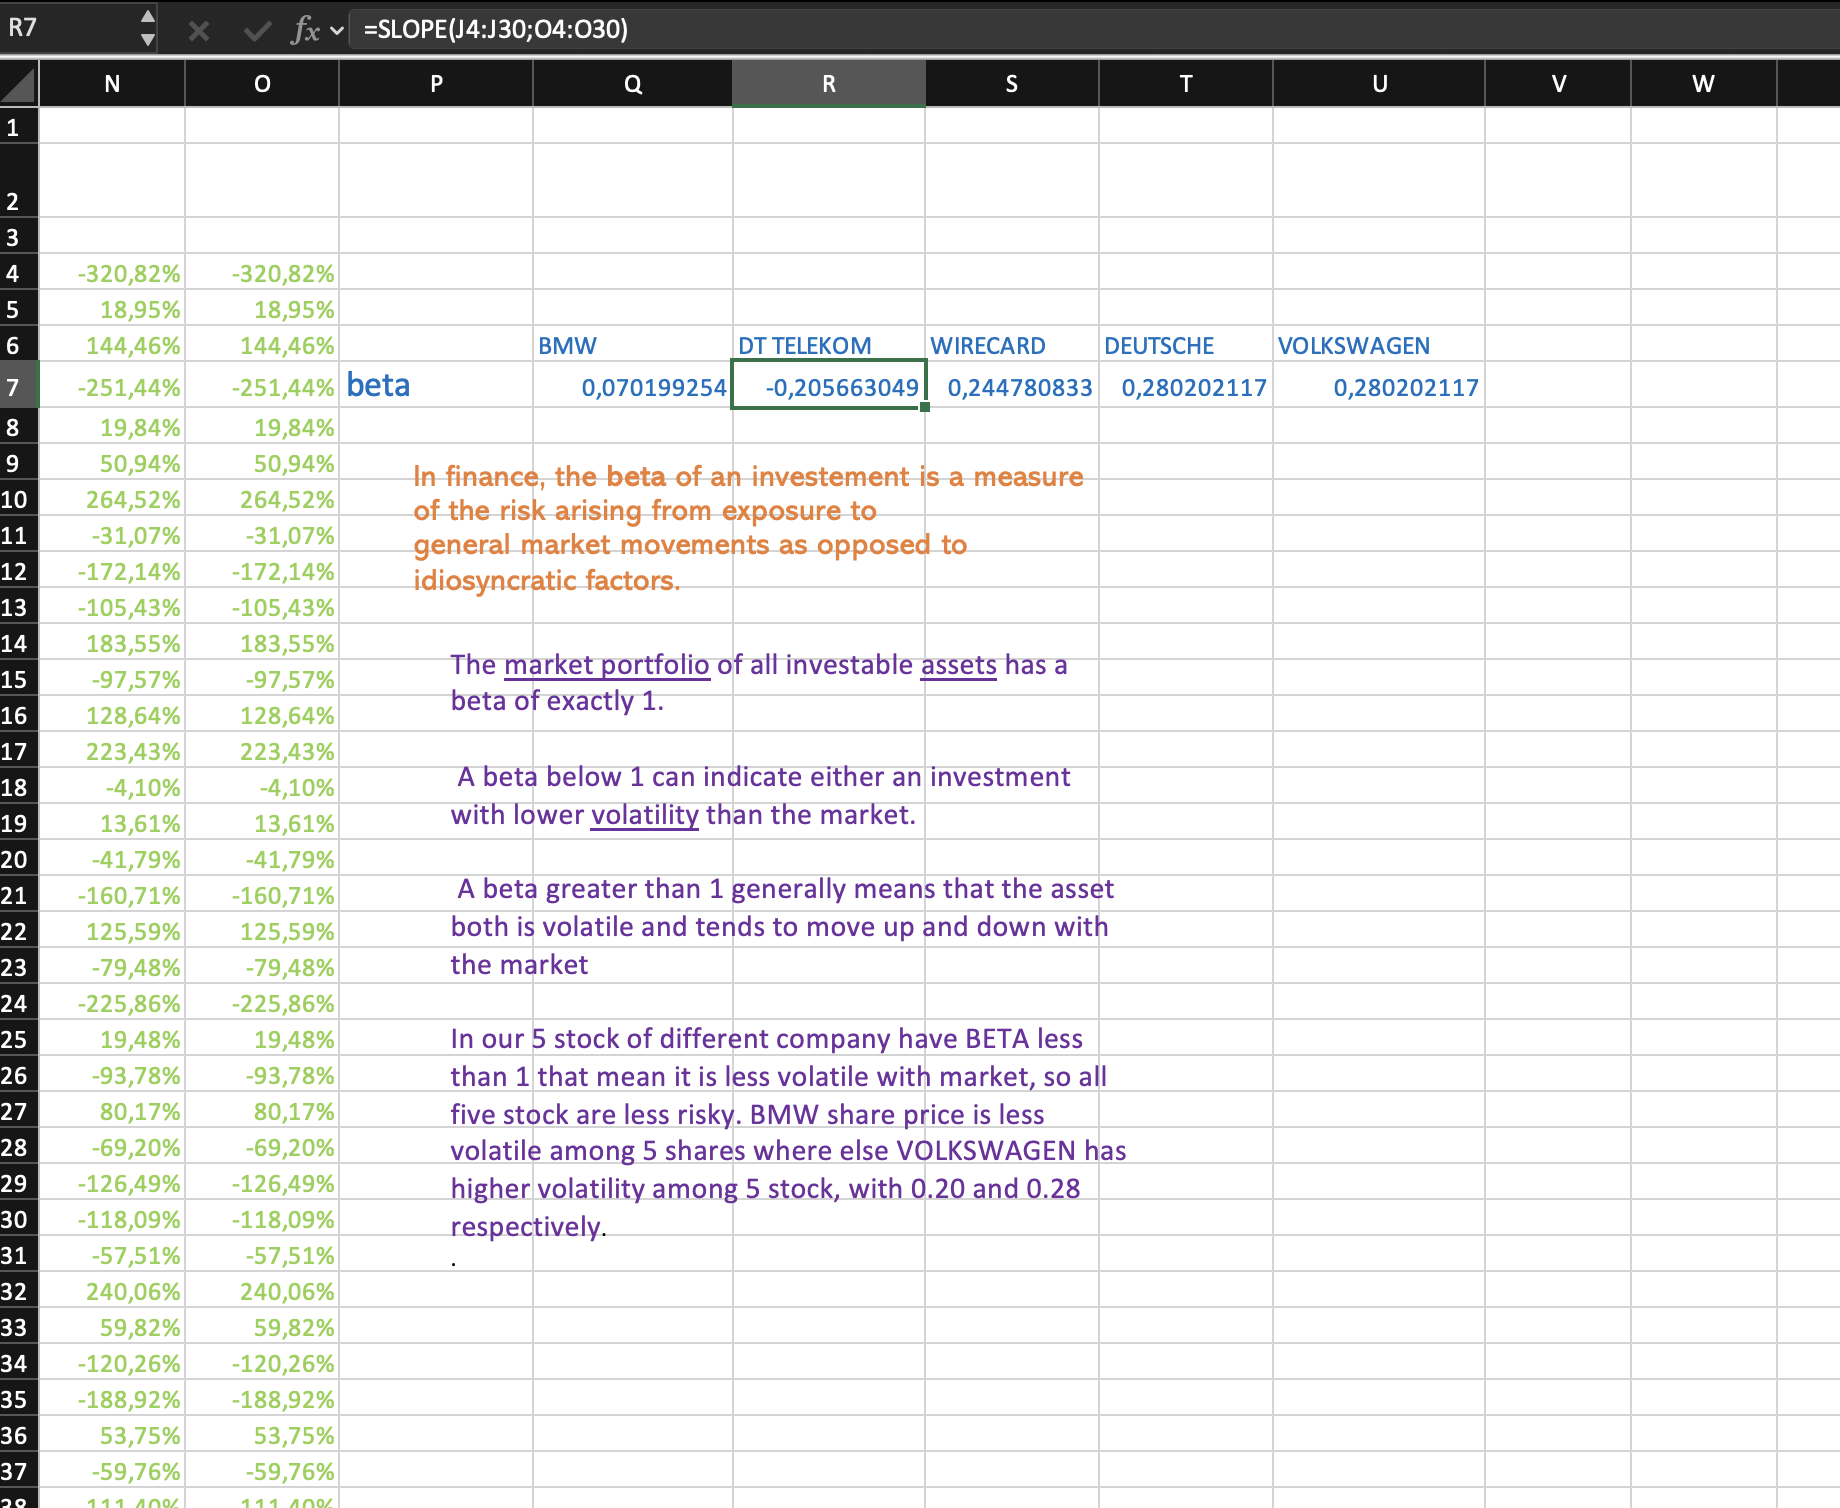 R7 fx =SLOPE(J4:J30;O4:O30)
N O P Q R S T U V W
1
2
3
4 -320,82% -320,82%
5 18,95% 18,95%
6 144,46% 144,46% BMW DT TELEKOM WIRECARD DEUTSCHE VOLKSWAGEN
7 -251,44% -251,44% beta 0,070199254 -0,205663049 0,244780833 0,280202117 0,280202117
8 19,84% 19,84%
9 50,94% 50,94%
10 264,52% 264,52%
11 -31,07% -31,07%
12 -172,14% -172,14%
13 -105,43% -105,43%
14 183,55% 183,55%
15 -97,57% -97,57%
16 128,64% 128,64%
17 223,43% 223,43%
18 -4,10% -4,10%
19 13,61% 13,61%
20 -41,79% -41,79%
21 -160,71% -160,71%
22 125,59% 125,59%
23 -79,48% -79,48%
24 -225,86% -225,86%
25 19,48% 19,48%
26 -93,78% -93,78%
27 80,17% 80,17%
28 -69,20% -69,20%
29 -126,49% -126,49%
30 -118,09% -118,09%
31 -57,51% -57,51%
32 240,06% 240,06%
33 59,82% 59,82%
34 -120,26% -120,26%
35 -188,92% -188,92%
36 53,75% 53,75%
37 -59,76% -59,76%
38 111,40% 111,40%
In finance, the beta of an investement is a measure
of the risk arising from exposure to
general market movements as opposed to
idiosyncratic factors.
The market portfolio of all investable assets has a
beta of exactly 1.
A beta below 1 can indicate either an investment
with lower volatility than the market.
A beta greater than 1 generally means that the asset
both is volatile and tends to move up and down with
the market
In our 5 stock of different company have BETA less
than 1 that mean it is less volatile with market, so all
five stock are less risky. BMW share price is less
volatile among 5 shares where else VOLKSWAGEN has
higher volatility among 5 stock, with 0.20 and 0.28
respectively.
.